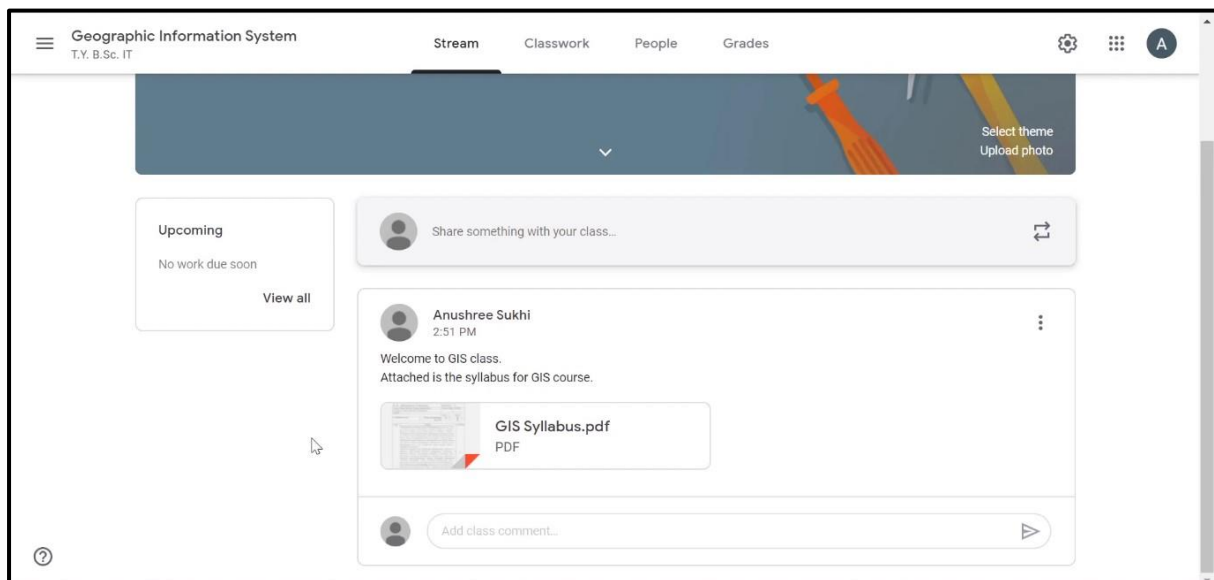 Geographic Information System
T.Y. B.Sc. IT
Stream Classwork People Grades
A
Select theme
Upload photo
Upcoming
No work due soon
View all
Share something with your class...
Anushree Sukhi
2:51 PM
Welcome to GIS class.
Attached is the syllabus for GIS course.
GIS Syllabus.pdf
PDF
Add class comment...